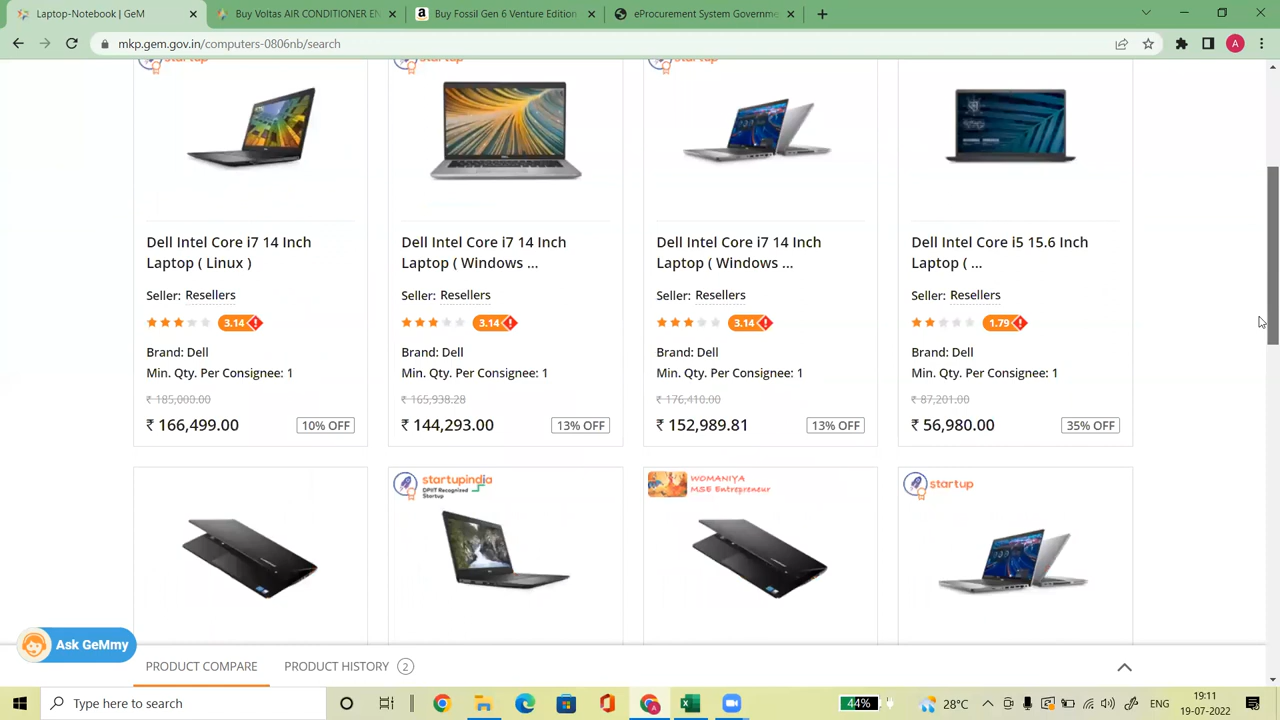 Laptop-Notebook | GeM
Buy Voltas AIR CONDITIONER EN
Buy Fossil Gen 6 Venture Edition
eProcurement System Governme
mkp.gem.gov.in/computers-0806nb/search
A
startup
startup
startup
Dell Intel Core i7 14 Inch
Laptop ( Linux )
Seller: Resellers
3.14
Brand: Dell
Min. Qty. Per Consignee: 1
₹ 185,000.00
₹ 166,499.00
10% OFF
Dell Intel Core i7 14 Inch
Laptop ( Windows ...
Seller: Resellers
3.14
Brand: Dell
Min. Qty. Per Consignee: 1
₹ 165,938.28
₹ 144,293.00
13% OFF
Dell Intel Core i7 14 Inch
Laptop ( Windows ...
Seller: Resellers
3.14
Brand: Dell
Min. Qty. Per Consignee: 1
₹ 176,410.00
₹ 152,989.81
13% OFF
Dell Intel Core i5 15.6 Inch
Laptop ( ...
Seller: Resellers
1.79
Brand: Dell
Min. Qty. Per Consignee: 1
₹ 87,201.00
₹ 56,980.00
35% OFF
startupindia
DPIIT Recognised
Startup
WOMANIYA
MSE Entrepreneur
startup
Ask GeMmy
PRODUCT COMPARE
PRODUCT HISTORY 2
Type here to search
44%
28°C
ENG
19:11
19-07-2022